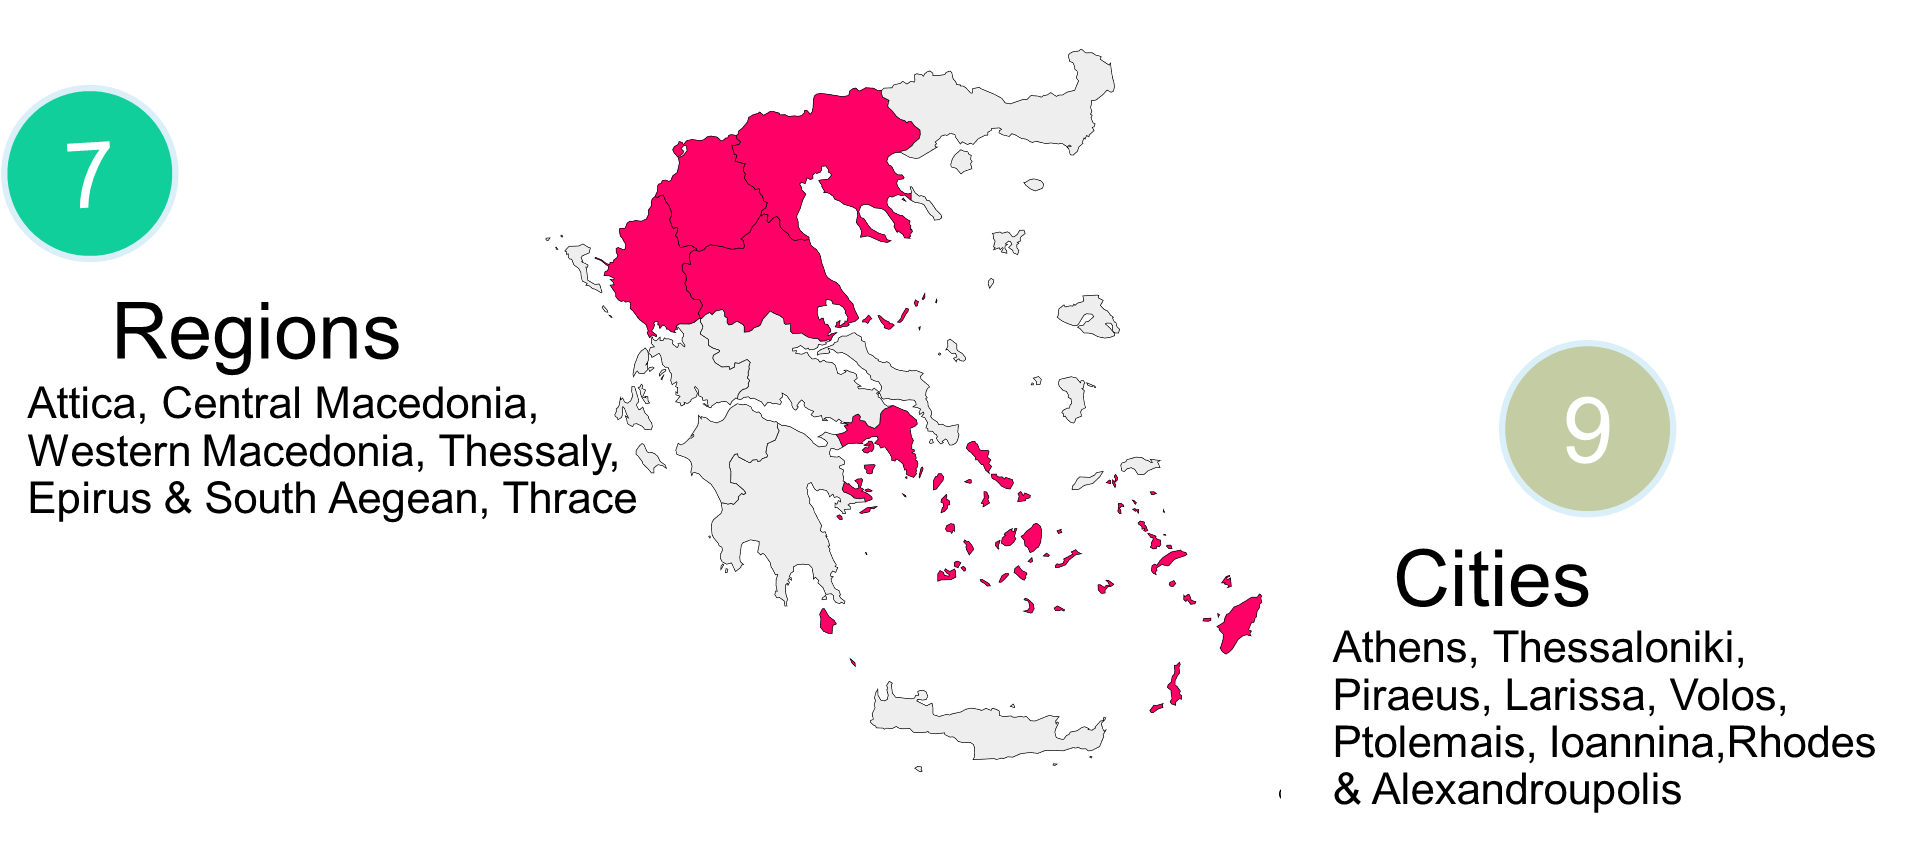 7
Regions
Attica, Central Macedonia,
Western Macedonia, Thessaly,
Epirus & South Aegean, Thrace
9
Cities
Athens, Thessaloniki,
Piraeus, Larissa, Volos,
Ptolemais, Ioannina,Rhodes
& Alexandroupolis